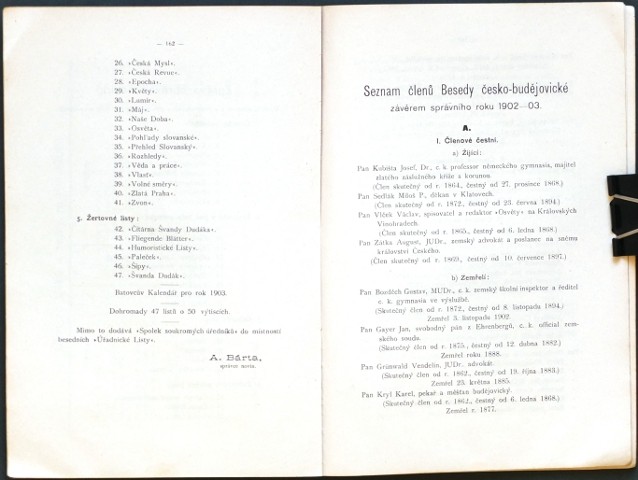 — 142 —
26. »Česká Mysl«.
27. »Česká Revue«.
28. »Epocha«.
29. »Květy«.
30. »Lumír«.
31. »Máj«.
32. »Naše Doba«.
33. »Osvěta«.
34. »Pohľady slovanské«.
35. »Přehled Slovanský«.
36. »Rozhledy«.
37. »Věda a práce«.
38. »Vlast«.
39. »Volné směry«.
40. »Zlatá Praha«.
41. »Zvon«.
5. Žertovné listy:
42. »Čítárna Švandy Dudáka«.
43. »Fliegende Blätter«.
44. »Humoristické Listy«.
45. »Paleček«.
46. »Šípy«.
47. »Švanda Dudák«.
Rottovcův Kalendář pro rok 1903.
Dohromady 47 listů o 50 výtiscích.
Mimo to dodává »Spolek soukromých úředníků« do místností
besedních »Úřadnické Listy«.
A. Bárta,
správce novin.
Seznam členů Besedy česko-budějovické
závěrem správního roku 1902—03.
A.
I. Členové čestní.
a) Žijící:
Pan Kubišta Josef, Dr., c. k. professor německého gymnasia, majitel
zlatého záslužného kříže s korunou.
(Člen skutečný od r. 1864, čestný od 27. prosince 1868.)
Pan Sedlák Miloš P., děkan v Klatovech.
(Člen skutečný od r. 1872, čestný od 23. června 1894.)
Pan Vlček Václav, spisovatel a redaktor »Osvěty« na Královských
Vinohradech.
(Člen skutečný od r. 1865, čestný od 6. ledna 1868.)
Pan Zátka August, JUDr., zemský advokát a poslanec na sněmu
království Českého.
(Člen skutečný od r. 1869, čestný od 10. července 1897.)
b) Zemřelí:
Pan Bozděch Gustav, MUDr., c. k. zemský školní inspektor a ředitel
c. k. gymnasia ve výslužbě.
(Skutečný člen od r. 1872, čestný od 8. listopadu 1894.)
Zemřel 5. listopadu 1902.
Pan Gayer Jan, svobodný pán z Ehrenbergů, c. k. official zemského
soudu.
(Skutečný člen od r. 1875, čestný od 12. dubna 1882.)
Zemřel roku 1888.
Pan Grünwald Vendelín, JUDr., advokát.
(Skutečný člen od r. 1862, čestný od 18. října 1883.)
Zemřel 23. května 1885.
Pan Kryšl Karel, pekař a měšťan budějovický.
(Skutečný člen od r. 1862, čestný od 6. ledna 1868.)
Zemřel r. 1877.